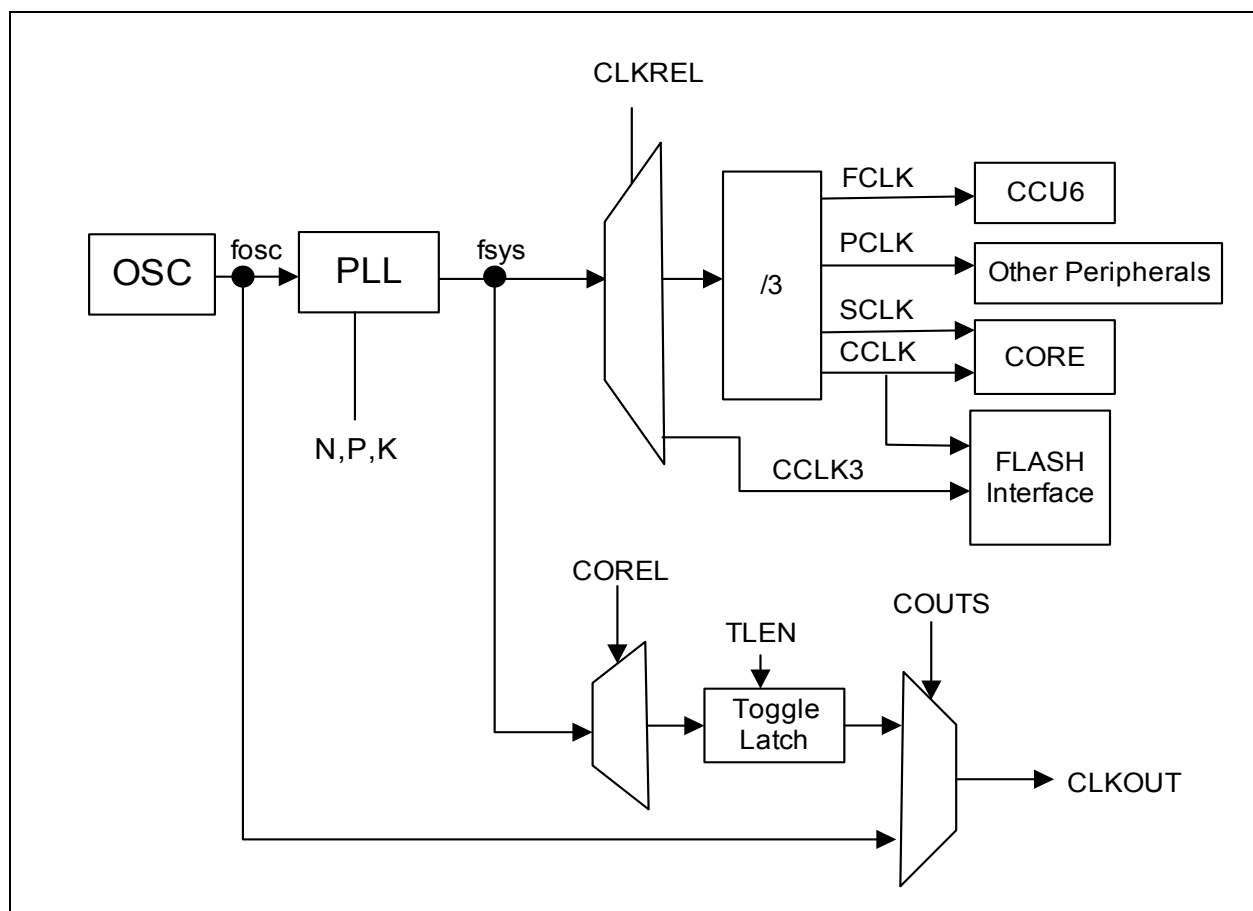 CLKREL
FCLK
CCU6
fosc
fsys
PCLK
OSC
PLL
/3
Other Peripherals
SCLK
CORE
CCLK
N,P,K
CCLK3
FLASH
Interface
COREL
COUTS
TLEN
Toggle
Latch
CLKOUT